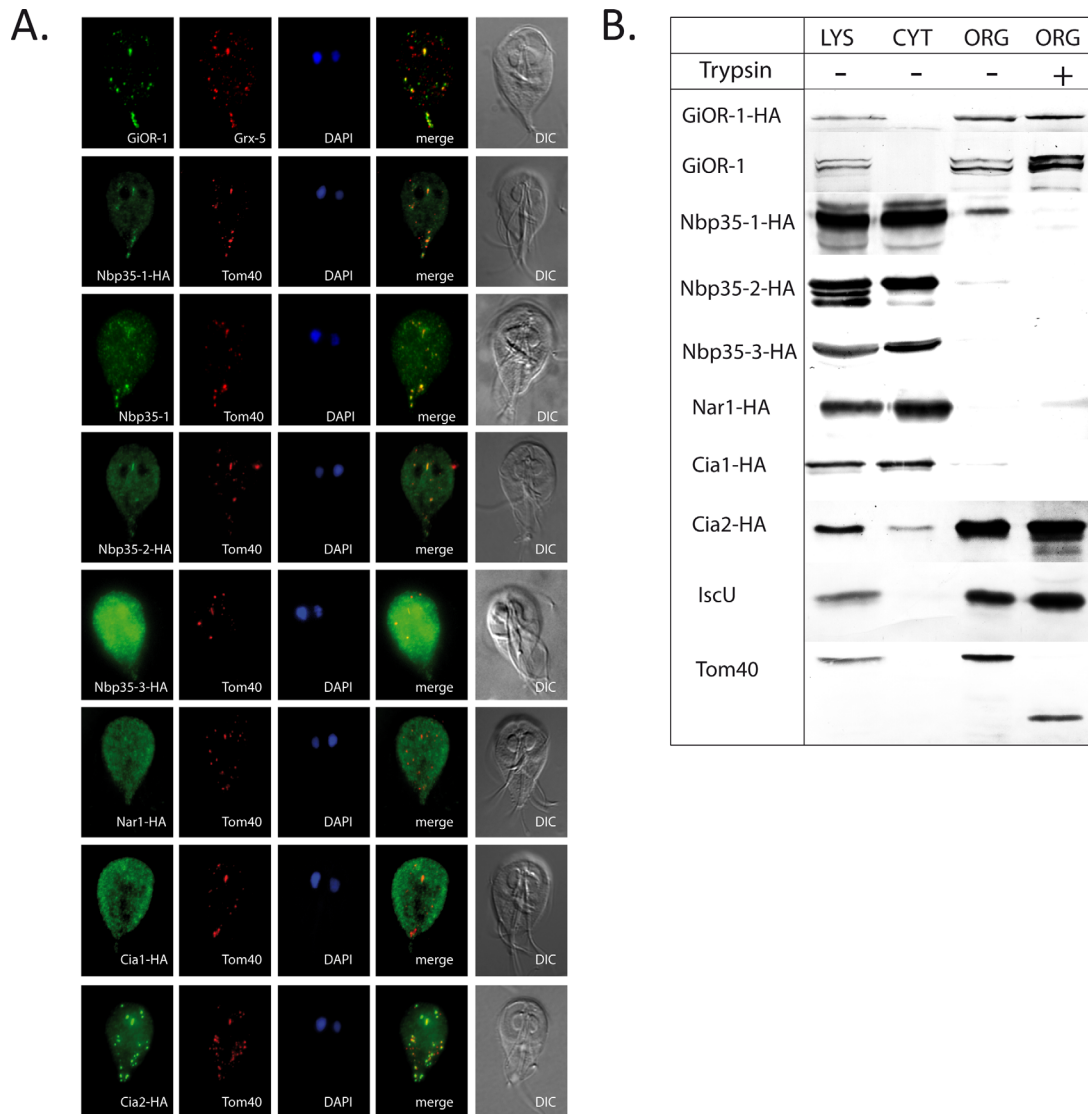 A.
GiOR-1 Grx-5 DAPI merge DIC
Nbp35-1-HA Tom40 DAPI merge DIC
Nbp35-1 Tom40 DAPI merge DIC
Nbp35-2-HA Tom40 DAPI merge DIC
Nbp35-3-HA Tom40 DAPI merge DIC
Nar1-HA Tom40 DAPI merge DIC
Cia1-HA Tom40 DAPI merge DIC
Cia2-HA Tom40 DAPI merge DIC
B.
LYS CYT ORG ORG
Trypsin - - - +
GiOR-1-HA
GiOR-1
Nbp35-1-HA
Nbp35-2-HA
Nbp35-3-HA
Nar1-HA
Cia1-HA
Cia2-HA
IscU
Tom40